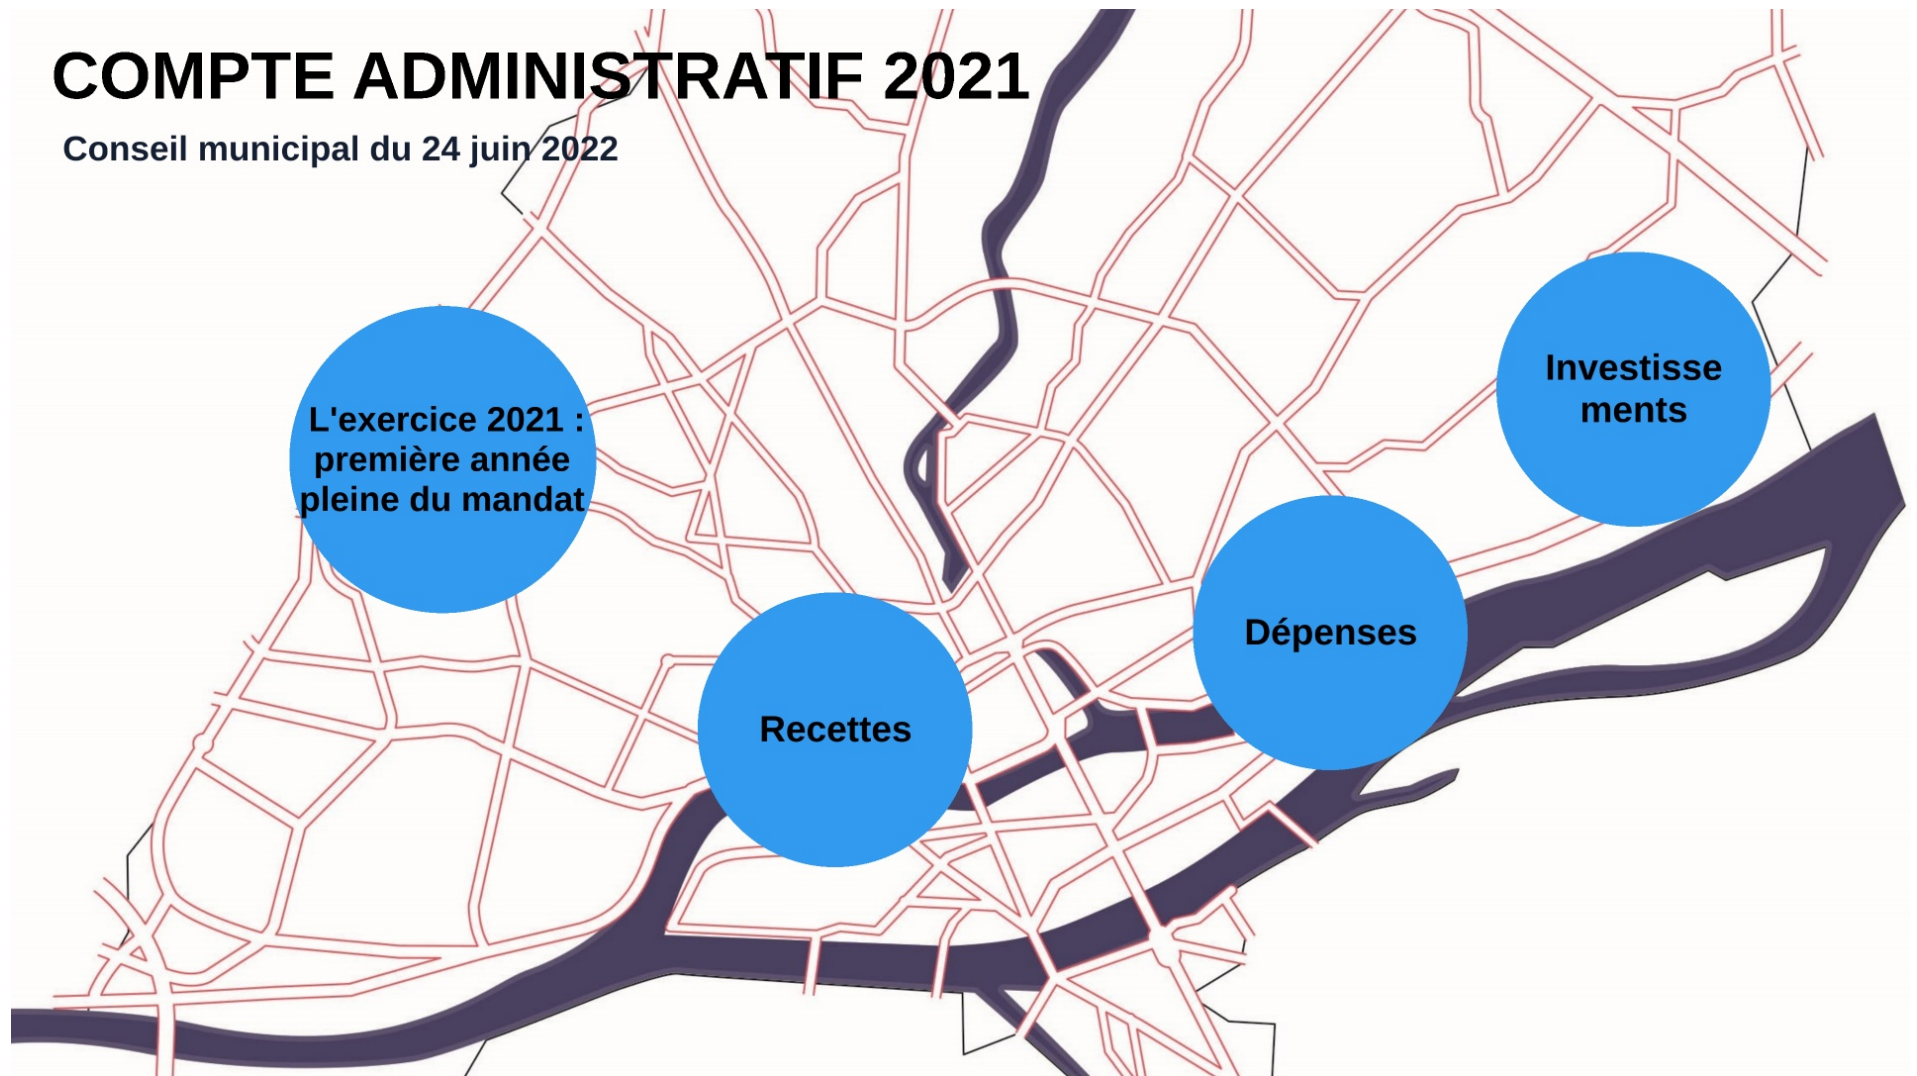 COMPTE ADMINISTRATIF 2021
Conseil municipal du 24 juin 2022
L'exercice 2021 :
première année
pleine du mandat
Recettes
Dépenses
Investisse
ments